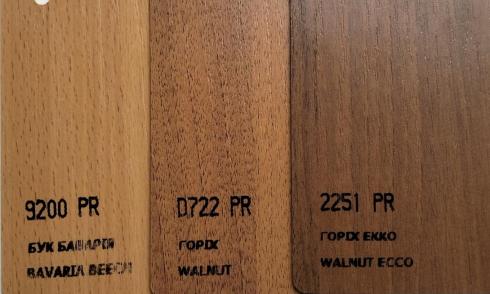 9200 PR
БУК БАВАРІЯ
BAVARIA BEECH
D722 PR
ГОРІХ
WALNUT
2251 PR
ГОРІХ ЕККО
WALNUT ECCO